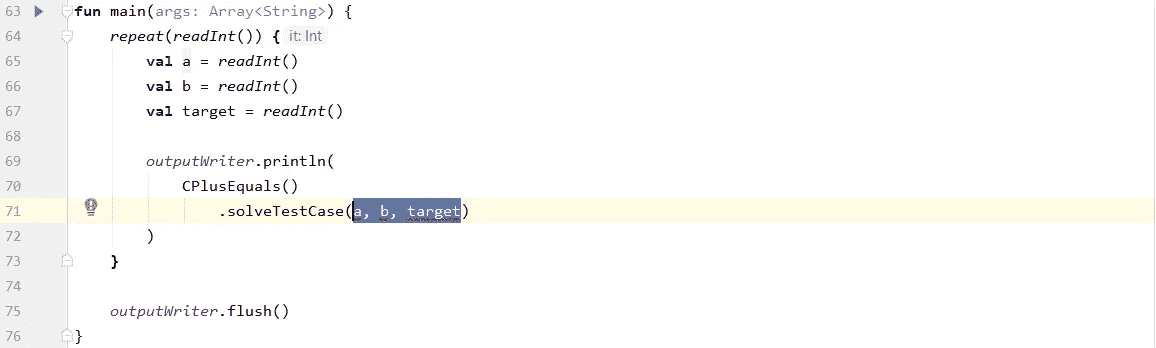 63 fun main(args: Array<String>) {
64 repeat(readInt()) { it: Int
65 val a = readInt()
66 val b = readInt()
67 val target = readInt()
68
69 outputWriter.println(
70 CPlusEquals()
71 .solveTestCase(a, b, target)
72 )
73 }
74
75 outputWriter.flush()
76 }